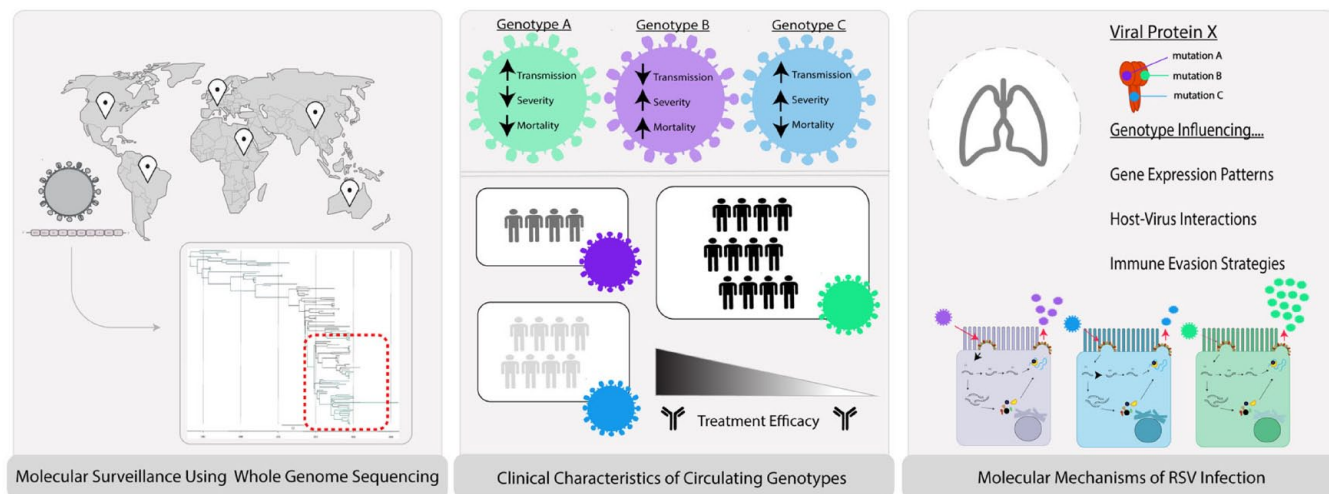 Molecular Surveillance Using Whole Genome Sequencing
Genotype A
Transmission
Severity
Mortality
Genotype B
Transmission
Severity
Mortality
Genotype C
Transmission
Severity
Mortality
Treatment Efficacy
Clinical Characteristics of Circulating Genotypes
Viral Protein X
mutation A
mutation B
mutation C
Genotype Influencing....
Gene Expression Patterns
Host-Virus Interactions
Immune Evasion Strategies
Molecular Mechanisms of RSV Infection